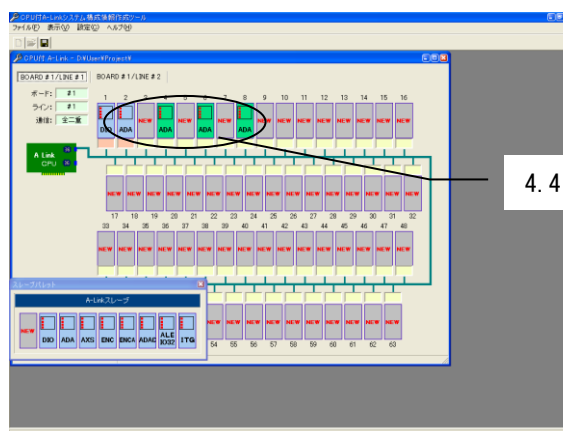 CPU付A-Linkシステム構成情報作成ツール
ファイル(F) 表示(V) 設定(C) ヘルプ(H)
CPU付 A-Link - D:¥User¥Project¥
BOARD #1/LINE #1 BOARD #1/LINE #2
ボード: #1
ライン: #1
通信: 全二重
1 2 3 4 5 6 7 8 9 10 11 12 13 14 15 16
DIO ADA NEW ADA NEW ADA NEW ADA NEW NEW NEW NEW NEW NEW NEW NEW
A Link
CPU
4.4
NEW NEW NEW NEW NEW NEW NEW NEW NEW NEW NEW NEW NEW NEW NEW NEW
17 18 19 20 21 22 23 24 25 26 27 28 29 30 31 32
33 34 35 36 37 38 39 40 41 42 43 44 45 46 47 48
NEW NEW NEW NEW NEW NEW NEW NEW NEW NEW NEW NEW NEW NEW NEW NEW
スレーブパレット
A-Linkスレーブ
NEW DIO ADA AXS ENC ENCA ADAC ALE IO32 ITG
NEW NEW NEW NEW NEW NEW NEW NEW NEW NEW
54 55 56 57 58 59 60 61 62 63